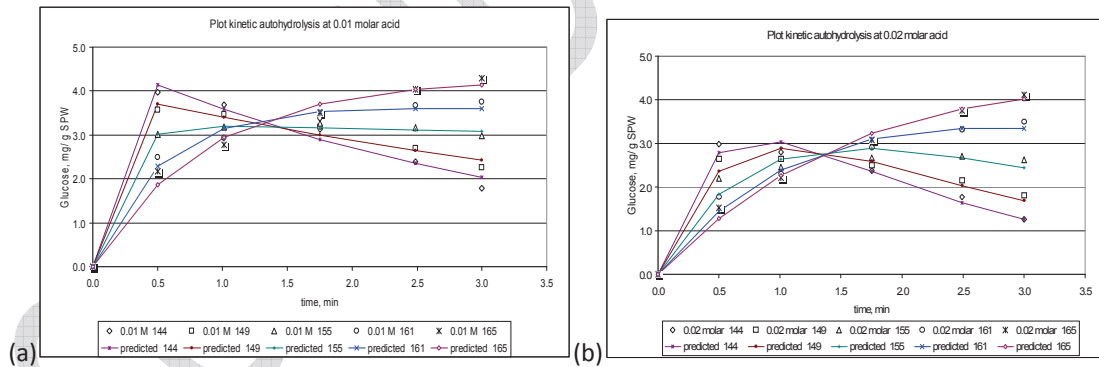 Plot kinetic autohydrolysis at 0.01 molar acid
Glucose, mg/ g SPW
5.0
4.0
3.0
2.0
1.0
0.0
0.0 0.5 1.0 1.5 2.0 2.5 3.0 3.5
time, min
0.01 M 144 0.01 M 149 0.01 M 155 0.01 M 161 0.01 M 165
predicted 144 predicted 149 predicted 155 predicted 161 predicted 165
(a)
Plot kinetic autohydrolysis at 0.02 molar acid
Glucose, mg/ g SPW
5.0
4.0
3.0
2.0
1.0
0.0
0.0 0.5 1.0 1.5 2.0 2.5 3.0 3.5
time, min
0.02 molar 144 0.02 molar 149 0.02 molar 155 0.02 molar 161 0.02 molar 165
predicted 144 predicted 149 predicted 155 predicted 161 predicted 165
(b)